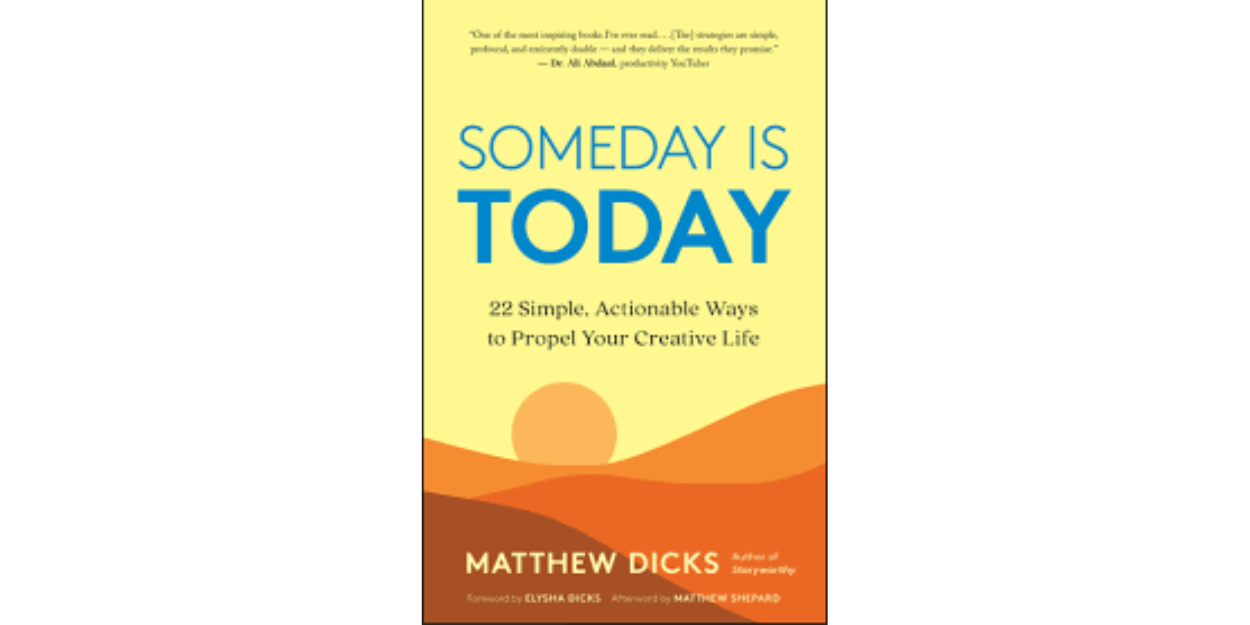 “One of the most inspiring books I’ve ever read. . . . [The] strategies are simple,
profound, and eminently doable — and they deliver the results they promise.”
— Dr. Ali Abdaal, productivity YouTuber
SOMEDAY IS
TODAY
22 Simple, Actionable Ways
to Propel Your Creative Life
MATTHEW DICKS
Author of
Storyworthy
Foreword by ELYSHA DICKS Afterword by MATTHEW SHEPARD